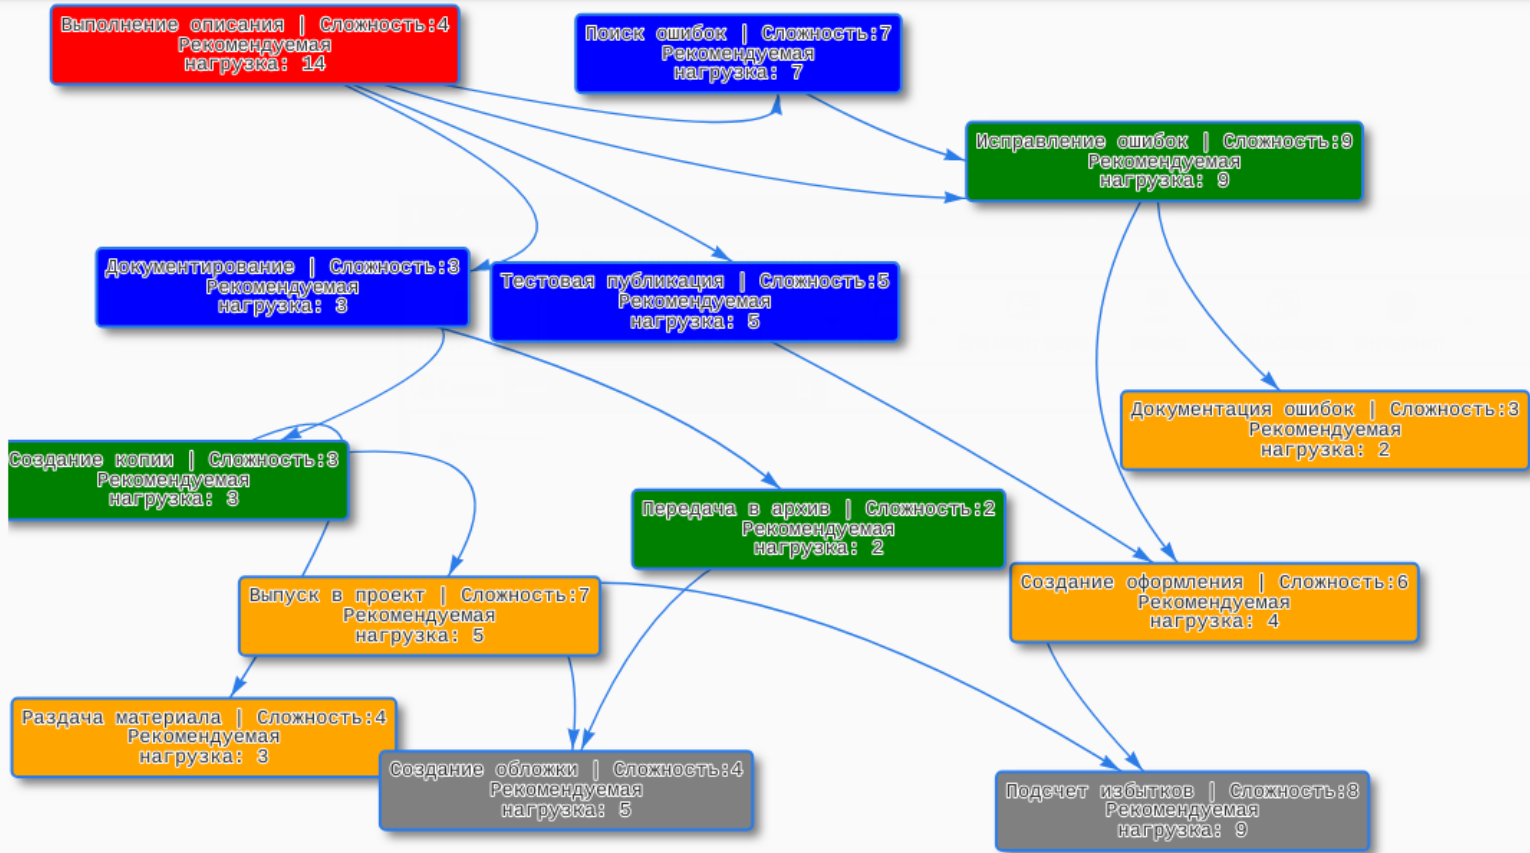 Выполнение описания | Сложность:4
Рекомендуемая
нагрузка: 14
Поиск ошибок | Сложность:7
Рекомендуемая
нагрузка: 7
Исправление ошибок | Сложность:9
Рекомендуемая
нагрузка: 9
Документирование | Сложность:3
Рекомендуемая
нагрузка: 3
Тестовая публикация | Сложность:5
Рекомендуемая
нагрузка: 5
Документация ошибок | Сложность:3
Рекомендуемая
нагрузка: 2
Создание копии | Сложность:3
Рекомендуемая
нагрузка: 3
Передача в архив | Сложность:2
Рекомендуемая
нагрузка: 2
Выпуск в проект | Сложность:7
Рекомендуемая
нагрузка: 5
Создание оформления | Сложность:6
Рекомендуемая
нагрузка: 4
Раздача материала | Сложность:4
Рекомендуемая
нагрузка: 3
Создание обложки | Сложность:4
Рекомендуемая
нагрузка: 5
Подсчет избытков | Сложность:8
Рекомендуемая
нагрузка: 9